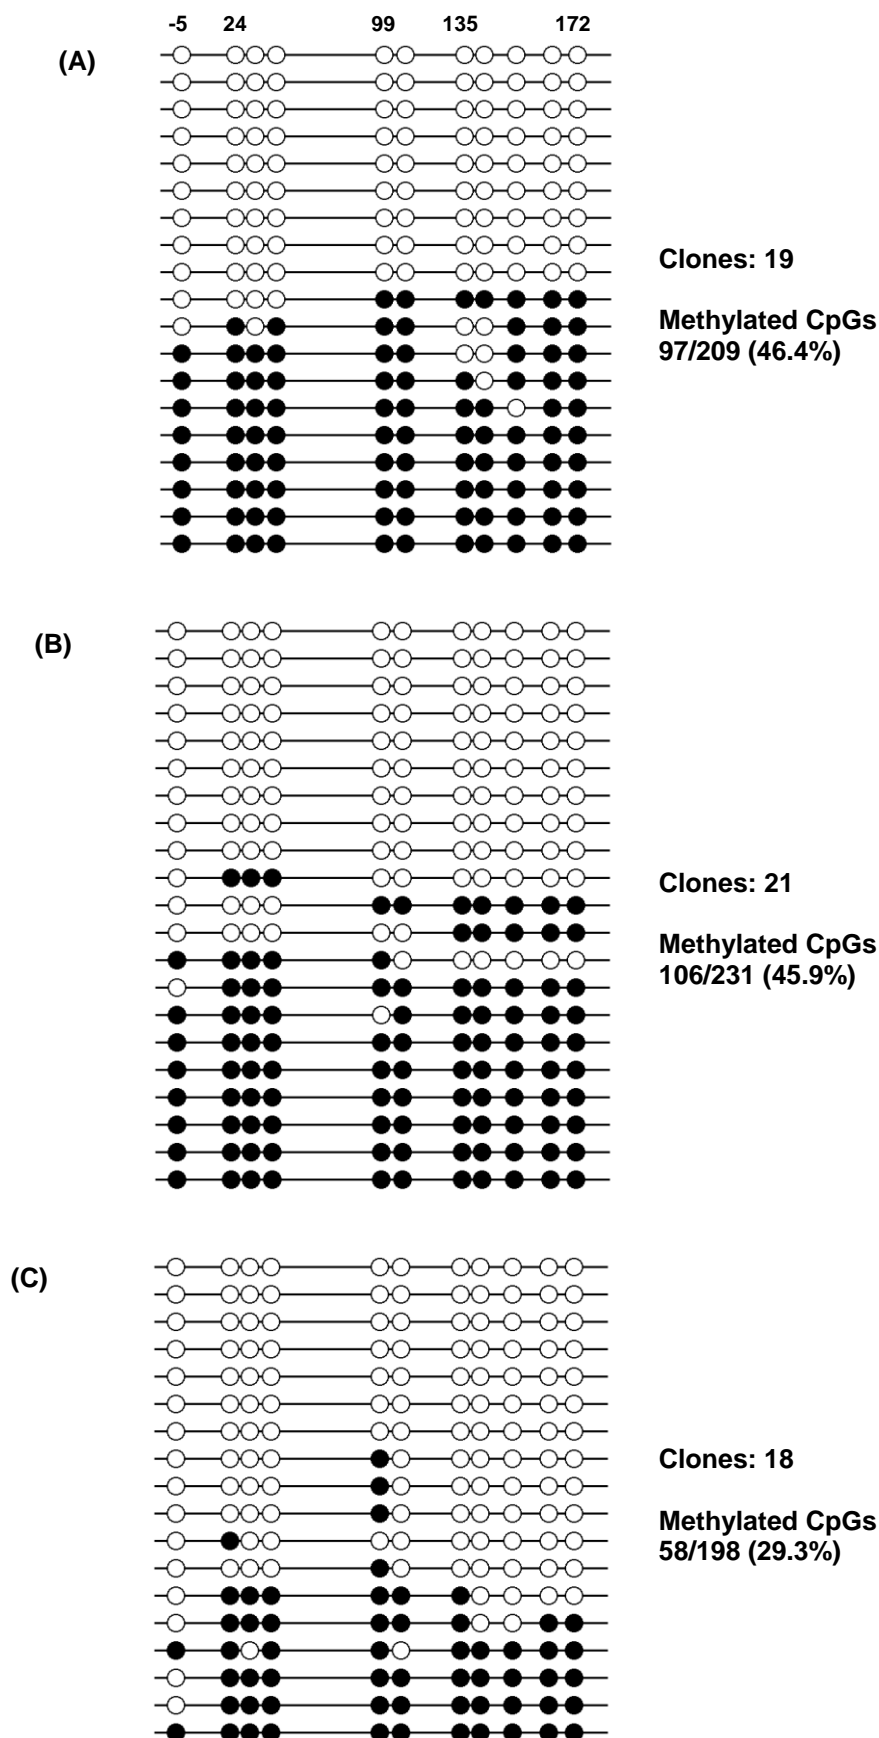 -5 24 99 135 172
(A)
Clones: 19
Methylated CpGs
97/209 (46.4%)
(B)
Clones: 21
Methylated CpGs
106/231 (45.9%)
(C)
Clones: 18
Methylated CpGs
58/198 (29.3%)